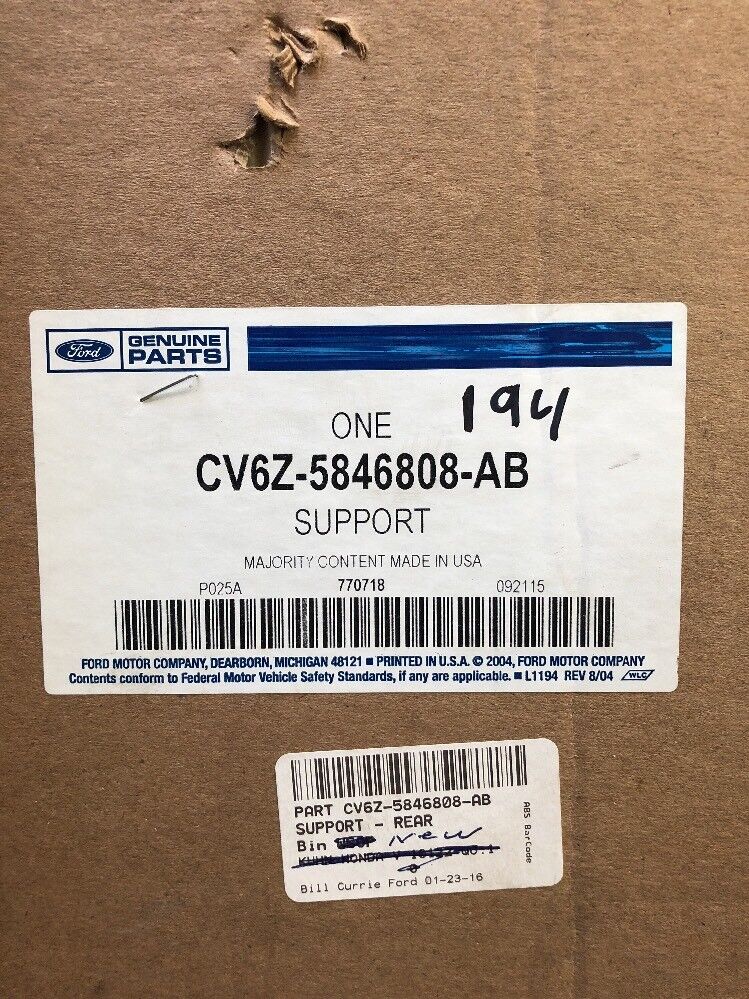 Ford GENUINE PARTS
194
ONE
CV6Z-5846808-AB
SUPPORT
MAJORITY CONTENT MADE IN USA
P025A 770718 092115
FORD MOTOR COMPANY, DEARBORN, MICHIGAN 48121 ■ PRINTED IN U.S.A. © 2004, FORD MOTOR COMPANY
Contents conform to Federal Motor Vehicle Safety Standards, if any are applicable. ■ L1194 REV 8/04 WLC
PART CV6Z-5846808-AB
SUPPORT - REAR
Bin New
KUHN HONDA V
Bill Currie Ford 01-23-16
ABS BarCode